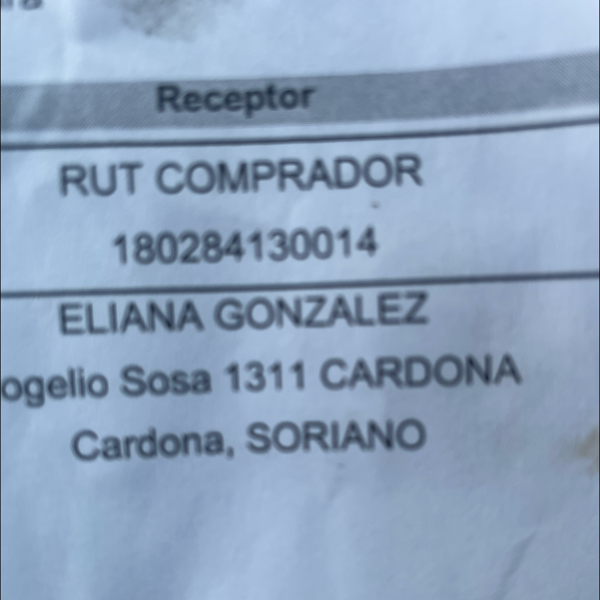 Receptor
RUT COMPRADOR
180284130014
ELIANA GONZALEZ
ogelio Sosa 1311 CARDONA
Cardona, SORIANO